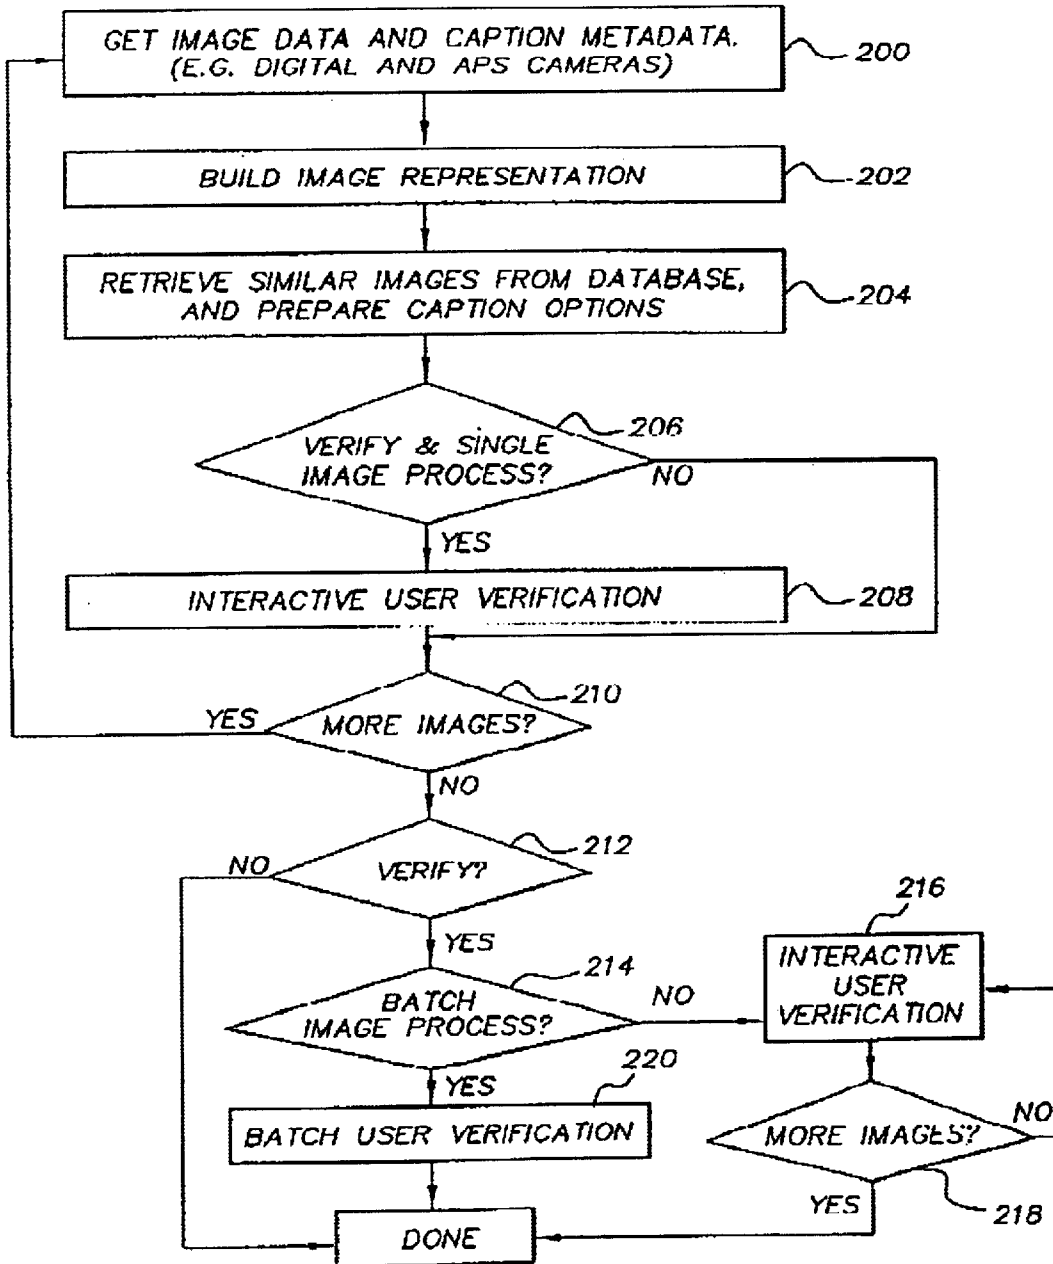 GET IMAGE DATA AND CAPTION METADATA.
(E.G. DIGITAL AND APS CAMERAS)
200
BUILD IMAGE REPRESENTATION
202
RETRIEVE SIMILAR IMAGES FROM DATABASE,
AND PREPARE CAPTION OPTIONS
204
206
VERIFY & SINGLE
IMAGE PROCESS?
NO
YES
INTERACTIVE USER VERIFICATION
208
210
YES
MORE IMAGES?
NO
212
NO
VERIFY?
YES
214
BATCH
IMAGE PROCESS?
NO
216
INTERACTIVE
USER
VERIFICATION
YES
220
BATCH USER VERIFICATION
MORE IMAGES?
NO
YES
218
DONE